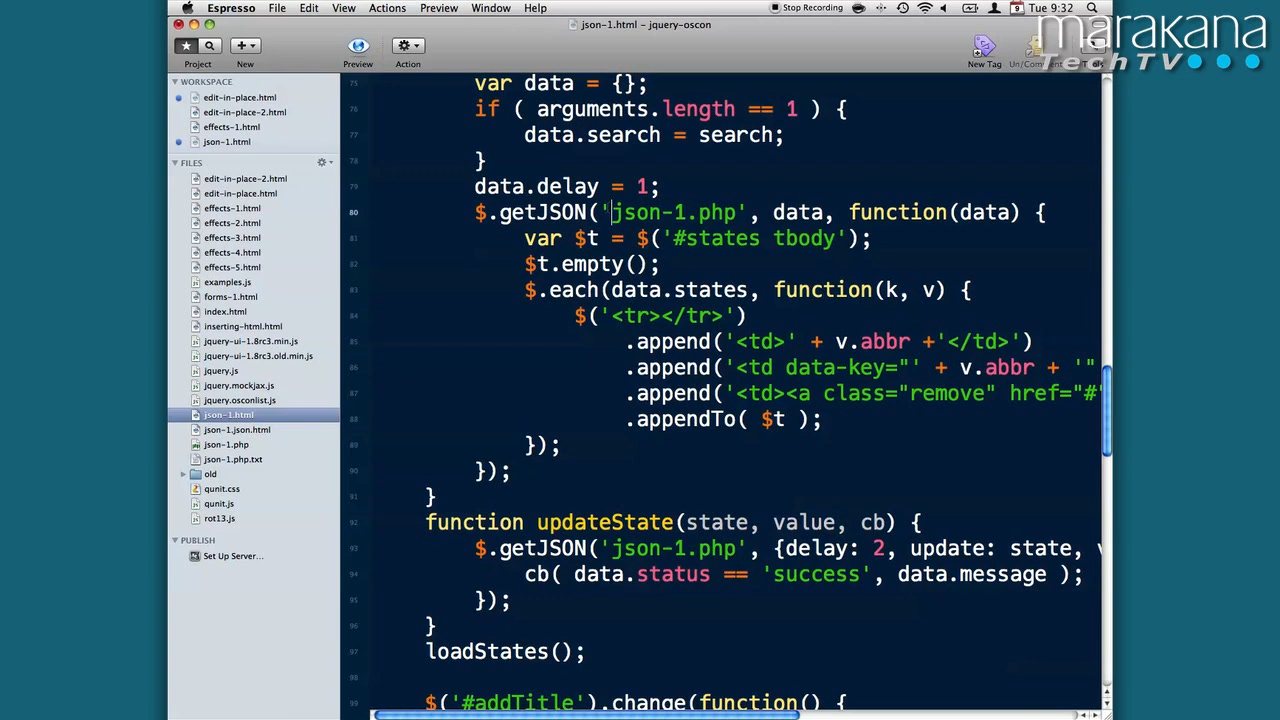 Espresso File Edit View Actions Preview Window Help Stop Recording Tue 9:32
json-1.html - jquery-oscon
marakana
TechTV
Project New Preview Action New Tag Tools
WORKSPACE
edit-in-place.html
edit-in-place-2.html
effects-1.html
json-1.html
FILES
edit-in-place-2.html
edit-in-place.html
effects-1.html
effects-2.html
effects-3.html
effects-4.html
effects-5.html
examples.js
forms-1.html
index.html
inserting-html.html
jquery-ui-1.8rc3.min.js
jquery-ui-1.8rc3.old.min.js
jquery.js
jquery.mockjax.js
jquery.osconlist.js
json-1.html
json-1.json.html
json-1.php
json-1.php.txt
old
qunit.css
qunit.js
rot13.js
PUBLISH
Set Up Server...
75 var data = {};
76 if ( arguments.length == 1 ) {
77 data.search = search;
78 }
79 data.delay = 1;
80 $.getJSON('json-1.php', data, function(data) {
81 var $t = $('#states tbody');
82 $t.empty();
83 $.each(data.states, function(k, v) {
84 $('<tr></tr>')
85 .append('<td>' + v.abbr +'</td>')
86 .append('<td data-key="' + v.abbr + '"
87 .append('<td><a class="remove" href="#"
88 .appendTo( $t );
89 });
90 });
91 }
92 function updateState(state, value, cb) {
93 $.getJSON('json-1.php', {delay: 2, update: state, v
94 cb( data.status == 'success', data.message );
95 });
96 }
97 loadStates();
98
99 $('#addTitle').change(function() {